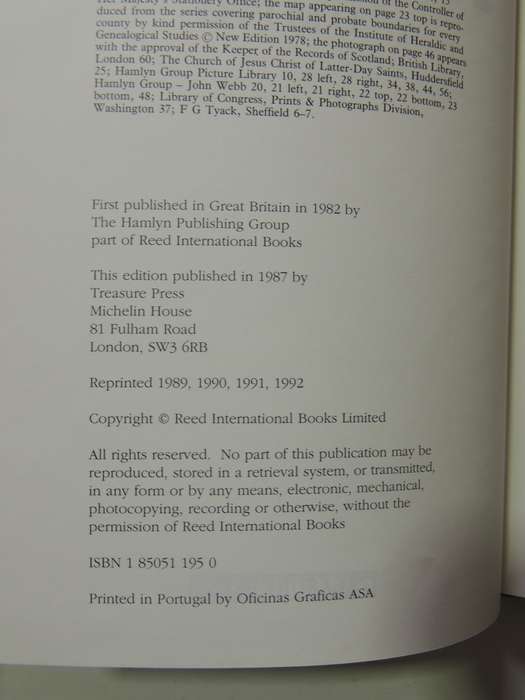 Her Majesty's Stationery Office; the map appearing on page 23 top is repro-
duced from the series covering parochial and probate boundaries for every
county by kind permission of the Trustees of the Institute of Heraldic and
Genealogical Studies © New Edition 1978; the photograph on page 46 appears
with the approval of the Keeper of the Records of Scotland; British Library,
London 60; The Church of Jesus Christ of Latter-Day Saints, Huddersfield
25; Hamlyn Group Picture Library 10, 28 left, 28 right, 34, 38, 44, 56;
Hamlyn Group – John Webb 20, 21 left, 21 right, 22 top, 22 bottom, 23
bottom, 48; Library of Congress, Prints & Photographs Division,
Washington 37; F G Tyack, Sheffield 6–7.
First published in Great Britain in 1982 by
The Hamlyn Publishing Group
part of Reed International Books
This edition published in 1987 by
Treasure Press
Michelin House
81 Fulham Road
London, SW3 6RB
Reprinted 1989, 1990, 1991, 1992
Copyright © Reed International Books Limited
All rights reserved. No part of this publication may be
reproduced, stored in a retrieval system, or transmitted,
in any form or by any means, electronic, mechanical,
photocopying, recording or otherwise, without the
permission of Reed International Books
ISBN 1 85051 195 0
Printed in Portugal by Oficinas Graficas ASA